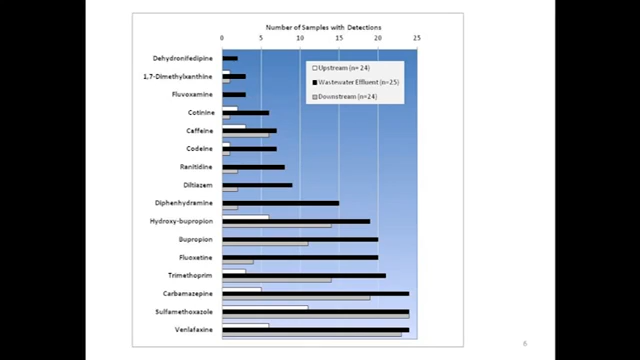 Number of Samples with Detections
0 5 10 15 20 25
Dehydronifedipine
1,7-Dimethylxanthine
Fluvoxamine
Cotinine
Caffeine
Codeine
Ranitidine
Diltiazem
Diphenhydramine
Hydroxy-bupropion
Bupropion
Fluoxetine
Trimethoprim
Carbamazepine
Sulfamethoxazole
Venlafaxine
Upstream (n= 24)
Wastewater Effluent (n=25)
Downstream (n=24)
6